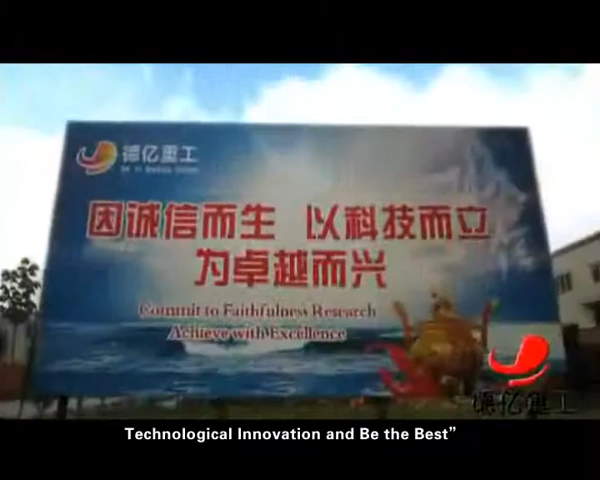 德亿重工
因诚信而生 以科技而立
为卓越而兴
Commit to Faithfulness Research
Achieve with Excellence
德亿重工
Technological Innovation and Be the Best”